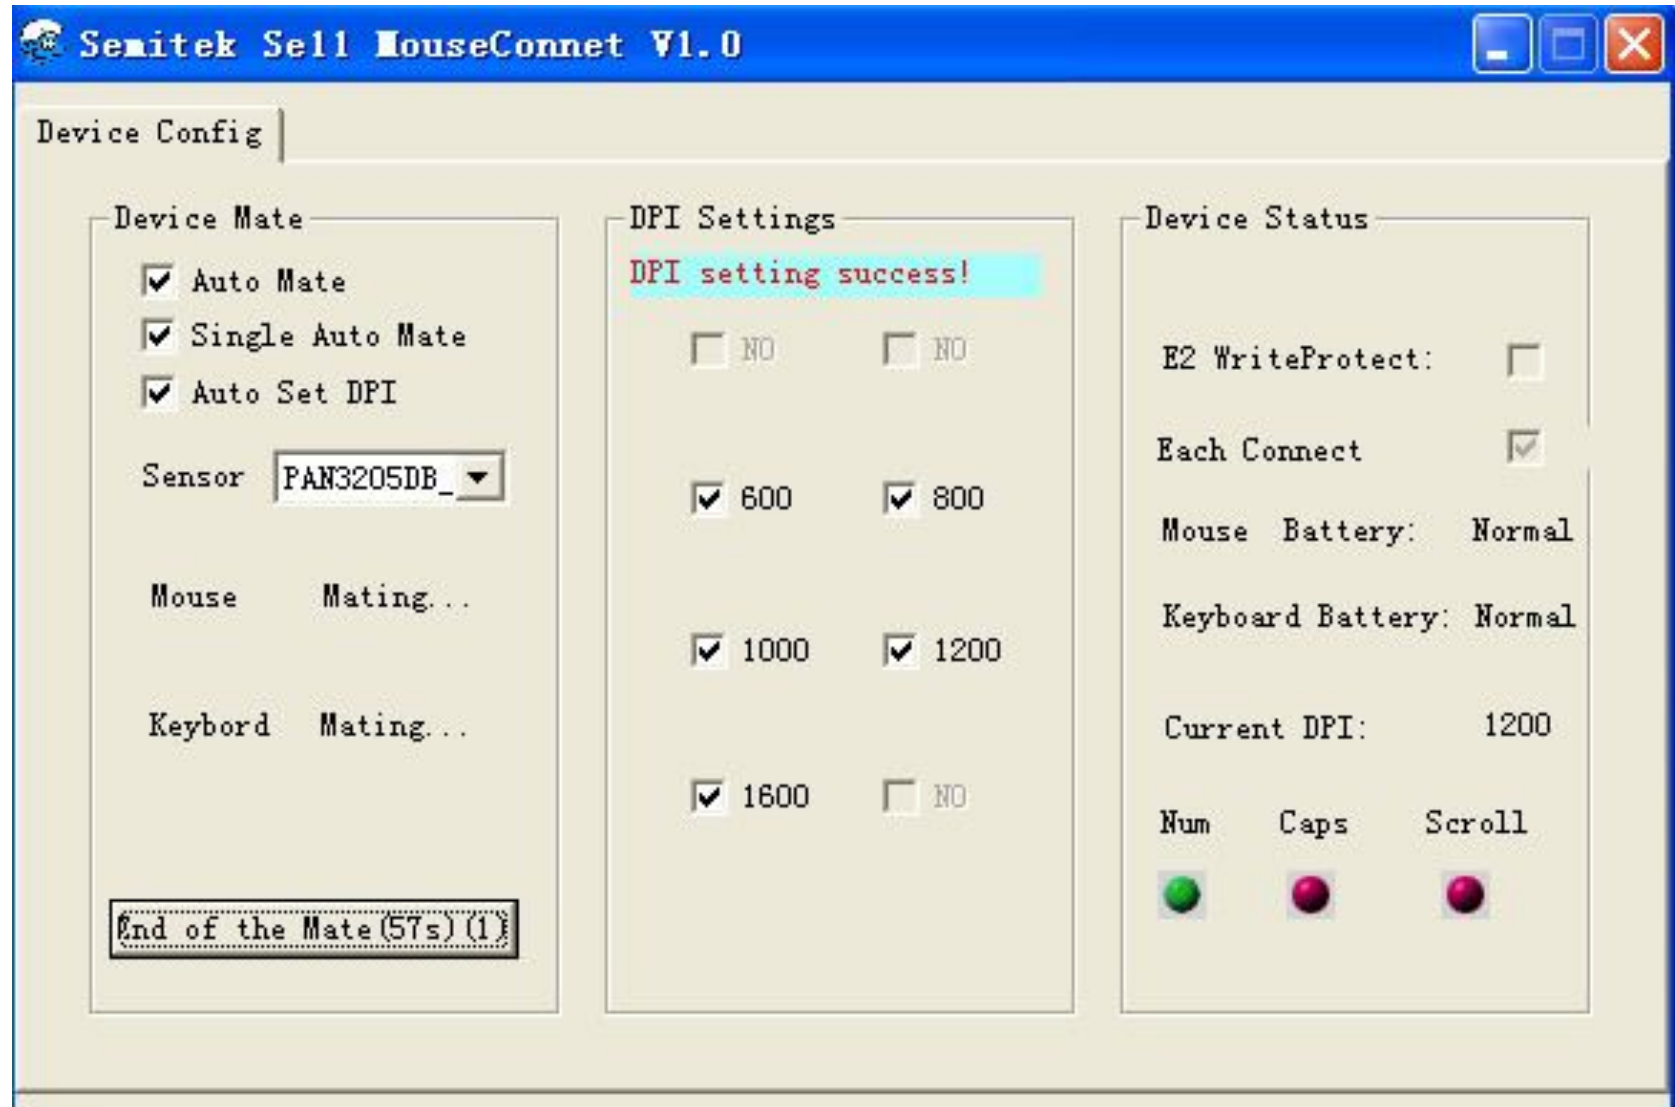 Semitek Sell MouseConnet V1.0
Device Config
Device Mate
Auto Mate
Single Auto Mate
Auto Set DPI
Sensor PAN3205DB_
Mouse Mating...
Keybord Mating...
End of the Mate(57s)(1)
DPI Settings
DPI setting success!
NO NO
600 800
1000 1200
1600 NO
Device Status
E2 WriteProtect:
Each Connect
Mouse Battery: Normal
Keyboard Battery: Normal
Current DPI: 1200
Num Caps Scroll